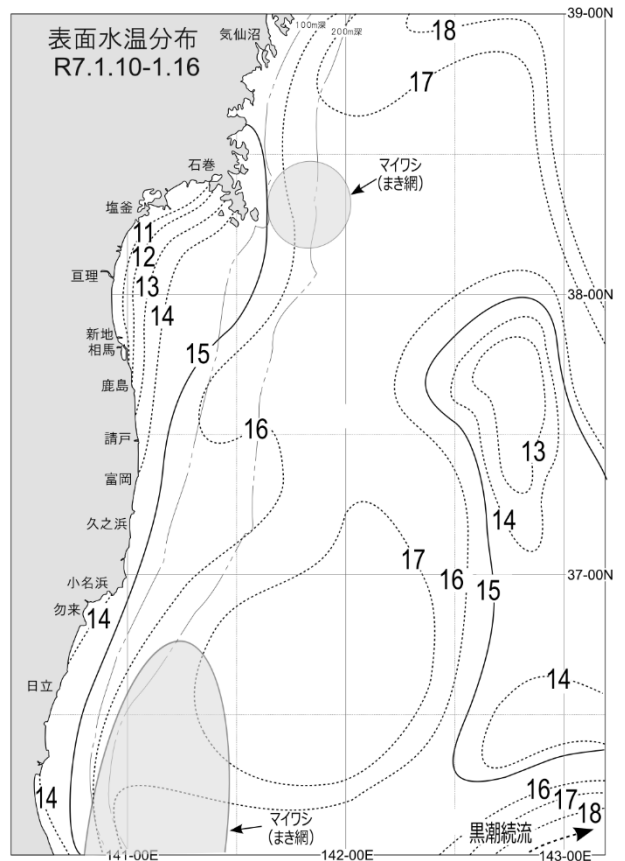 表面水温分布
R7.1.10-1.16
気仙沼
100m深
200m深
39-00N
18
17
石巻
マイワシ
(まき網)
塩釜
11
12
亘理
13
38-00N
14
新地
15
相馬
鹿島
16
請戸
13
富岡
14
久之浜
17
16
37-00N
15
小名浜
勿来
14
14
日立
14
16
17
マイワシ
(まき網)
黒潮続流
18
141-00E
142-00E
143-00E